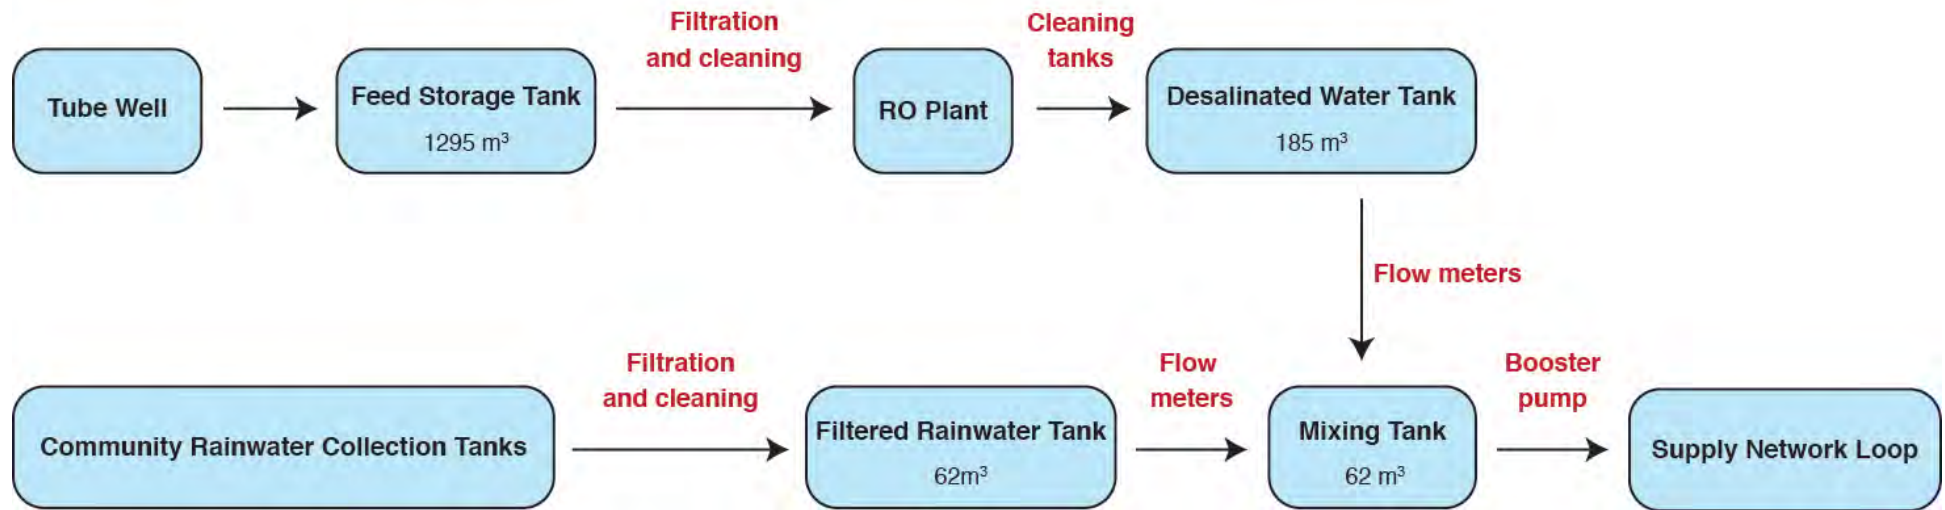 Filtration
and cleaning
Cleaning
tanks
Tube Well
Feed Storage Tank
1295 m³
RO Plant
Desalinated Water Tank
185 m³
Flow meters
Filtration
and cleaning
Flow
meters
Booster
pump
Community Rainwater Collection Tanks
Filtered Rainwater Tank
62m³
Mixing Tank
62 m³
Supply Network Loop